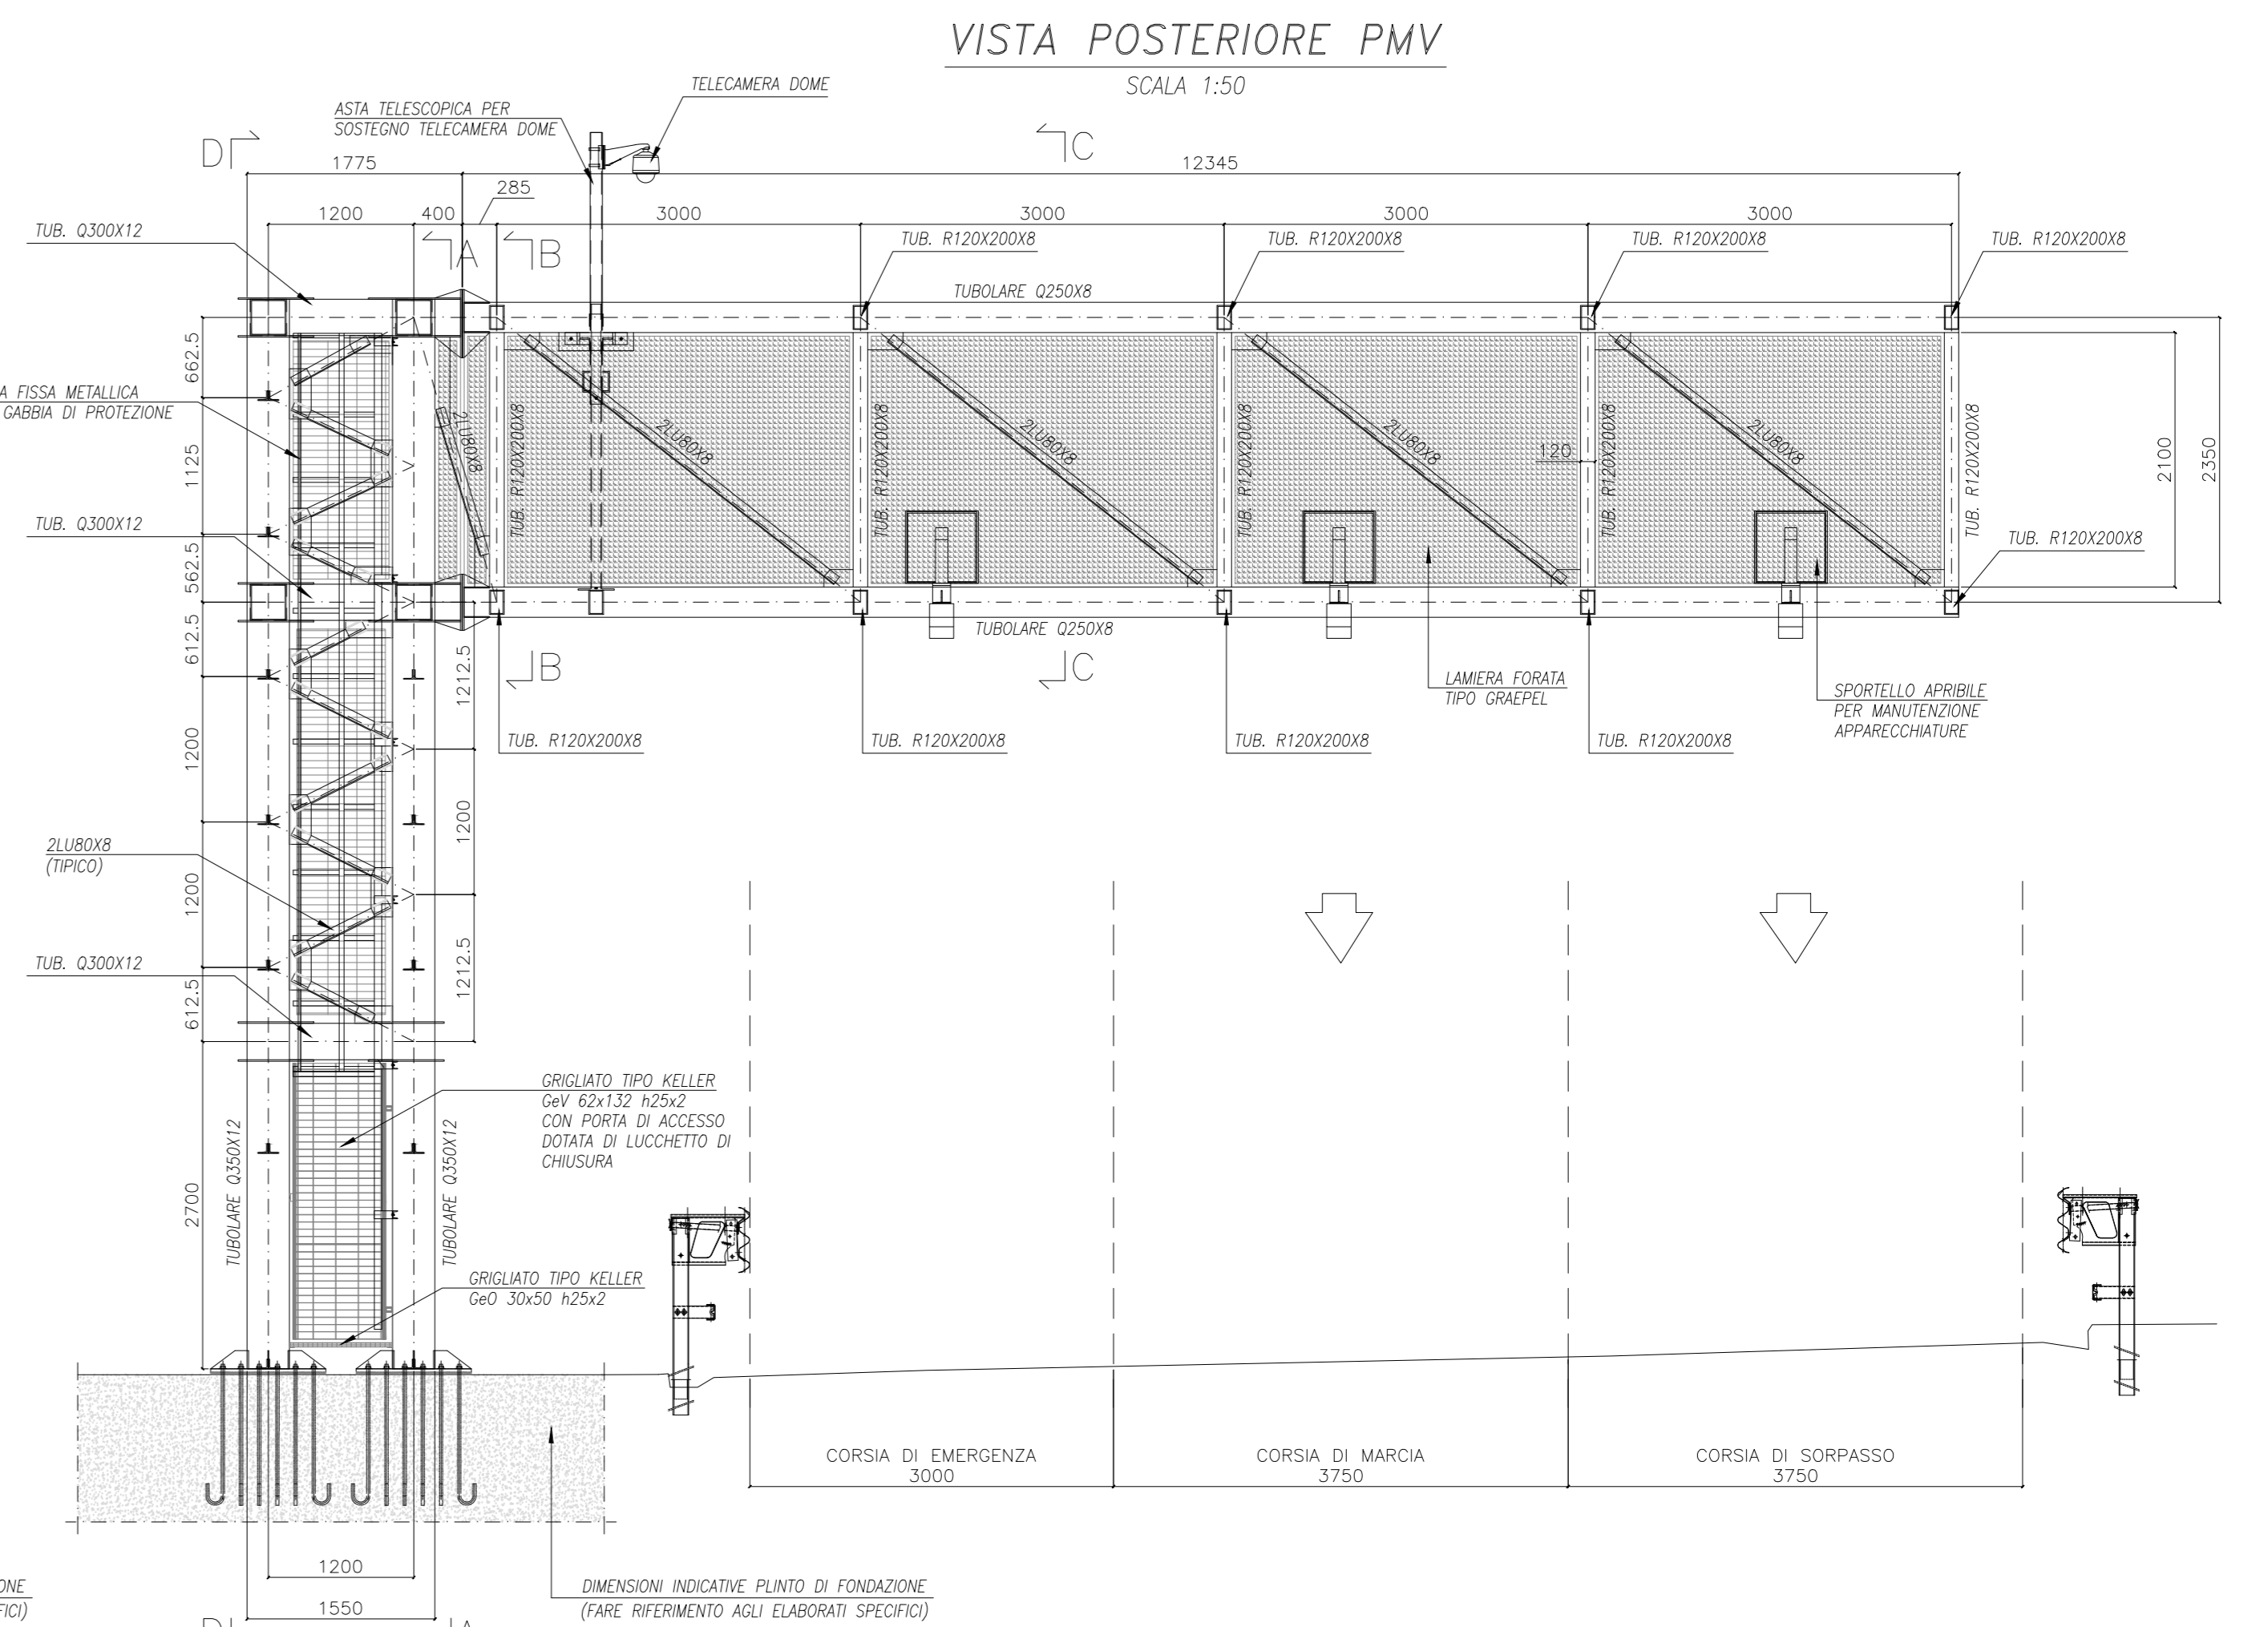 VISTA POSTERIORE PMV
SCALA 1:50
TELECAMERA DOME
ASTA TELESCOPICA PER
SOSTEGNO TELECAMERA DOME
D
C
1775
12345
285
1200
400
3000
3000
3000
3000
TUB. Q300X12
A
B
TUB. R120X200X8
TUB. R120X200X8
TUB. R120X200X8
TUB. R120X200X8
TUBOLARE Q250X8
662.5
A FISSA METALLICA
GABBIA DI PROTEZIONE
1125
TUB. Q300X12
562.5
2LU80X8
TUB. R120X200X8
2LU80X8
TUB. R120X200X8
2LU80X8
TUB. R120X200X8
2LU80X8
120
TUB. R120X200X8
2LU80X8
TUB. R120X200X8
2100
2350
TUB. R120X200X8
TUBOLARE Q250X8
612.5
1212.5
B
C
LAMIERA FORATA
TIPO GRAEPEL
SPORTELLO APRIBILE
PER MANUTENZIONE
APPARECCHIATURE
TUB. R120X200X8
TUB. R120X200X8
TUB. R120X200X8
TUB. R120X200X8
1200
1200
2LU80X8
(TIPICO)
1200
1212.5
TUB. Q300X12
612.5
GRIGLIATO TIPO KELLER
GeV 62x132 h25x2
CON PORTA DI ACCESSO
DOTATA DI LUCCHETTO DI
CHIUSURA
2700
TUBOLARE Q350X12
TUBOLARE Q350X12
GRIGLIATO TIPO KELLER
GeO 30x50 h25x2
CORSIA DI EMERGENZA
3000
CORSIA DI MARCIA
3750
CORSIA DI SORPASSO
3750
1200
1550
DIMENSIONI INDICATIVE PLINTO DI FONDAZIONE
(FARE RIFERIMENTO AGLI ELABORATI SPECIFICI)
ONE
FICI)
D
A